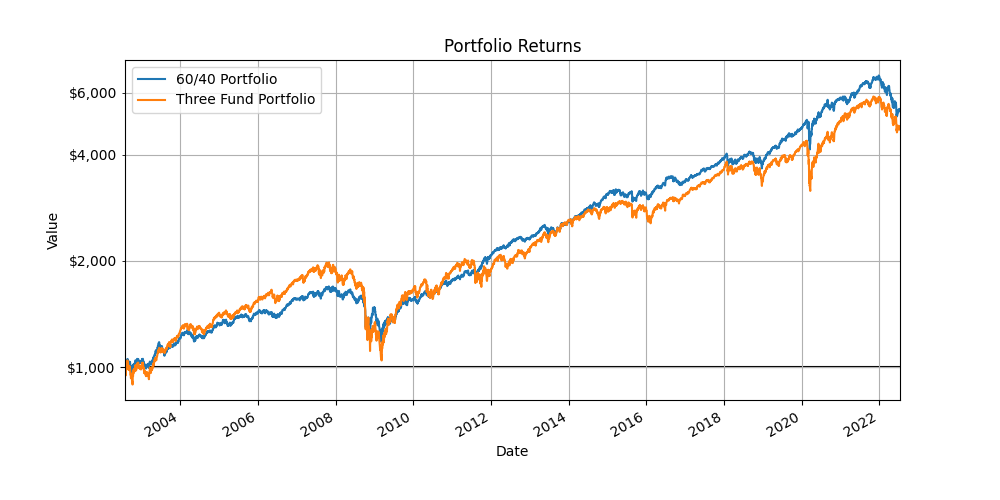 Portfolio Returns
60/40 Portfolio
Three Fund Portfolio
$6,000
$4,000
$2,000
$1,000
Value
2004
2006
2008
2010
2012
2014
2016
2018
2020
2022
Date